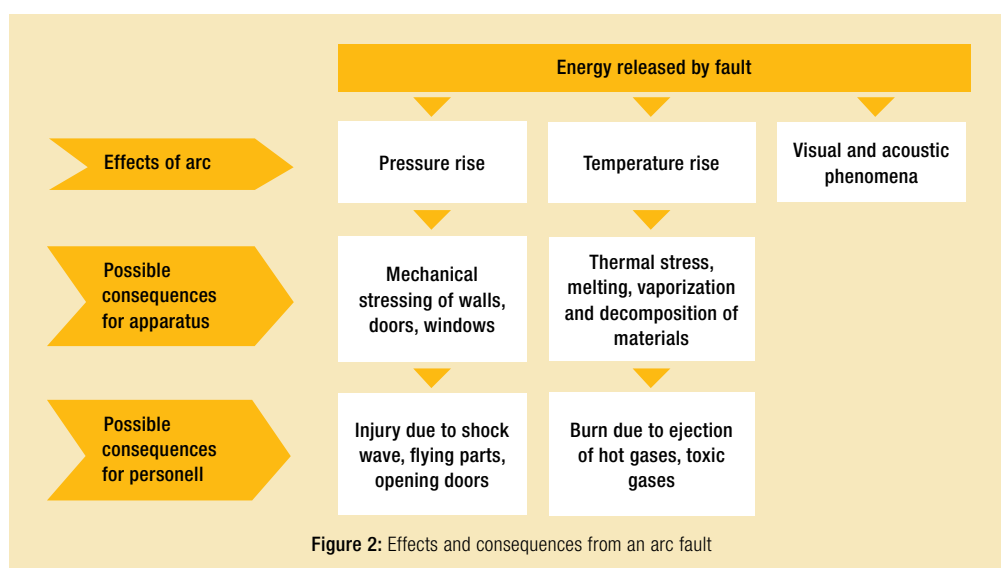 Energy released by fault
Effects of arc
Pressure rise
Temperature rise
Visual and acoustic
phenomena
Possible
consequences
for apparatus
Mechanical
stressing of walls,
doors, windows
Thermal stress,
melting, vaporization
and decomposition of
materials
Possible
consequences
for personell
Injury due to shock
wave, flying parts,
opening doors
Burn due to ejection
of hot gases, toxic
gases
Figure 2: Effects and consequences from an arc fault